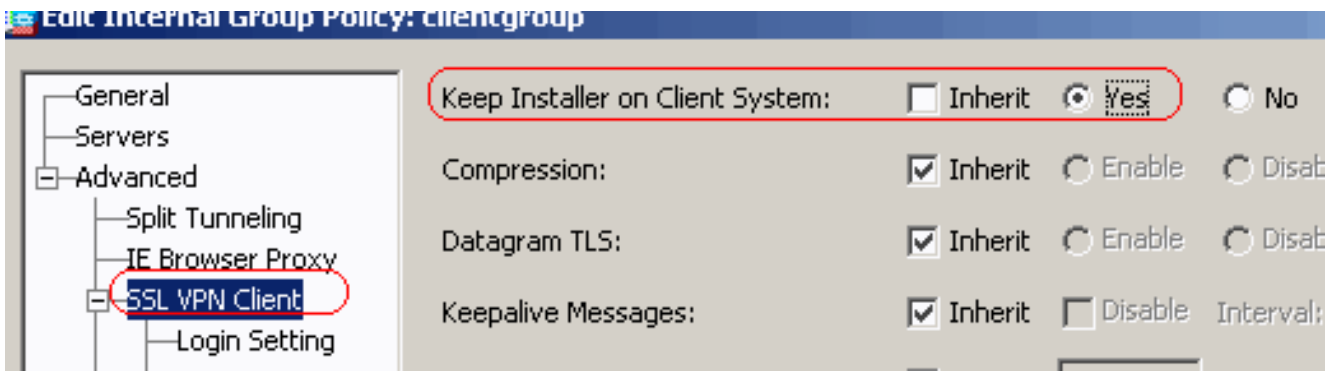 Edit Internal Group Policy: clientgroup
General
Servers
Advanced
Split Tunneling
IE Browser Proxy
SSL VPN Client
Login Setting
Keep Installer on Client System: Inherit Yes No
Compression: Inherit Enable Disab
Datagram TLS: Inherit Enable Disab
Keepalive Messages: Inherit Disable Interval: